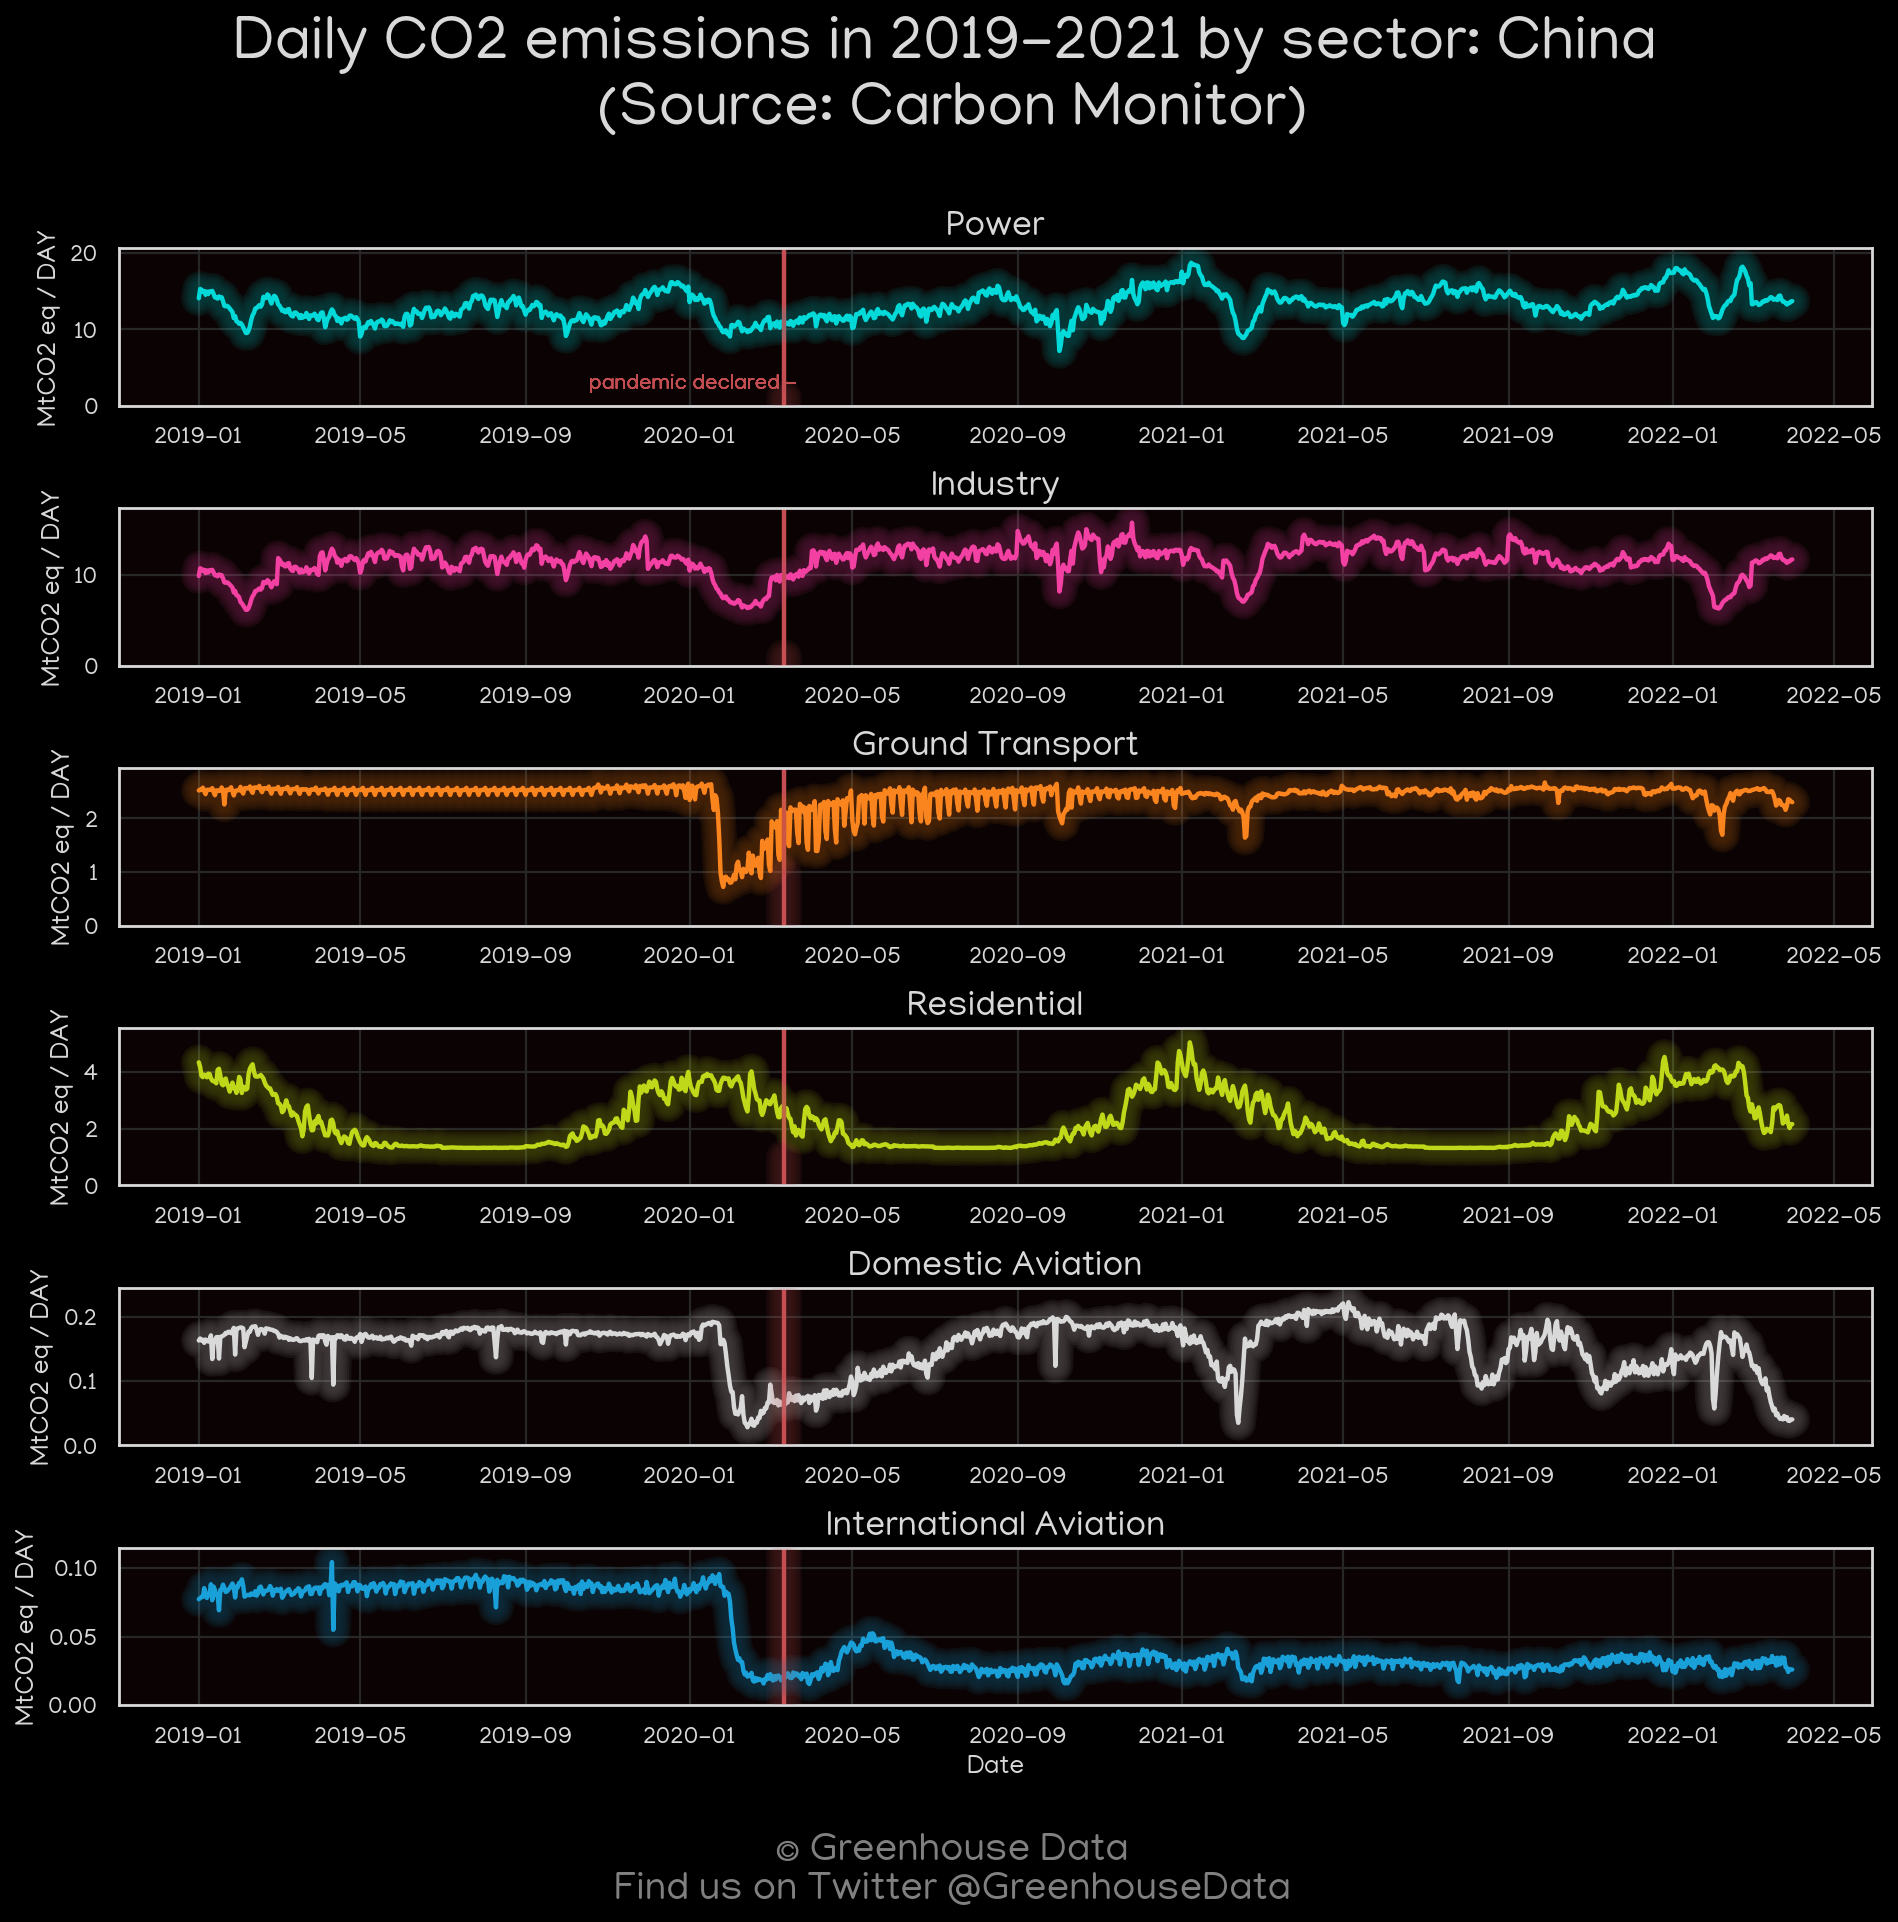 Daily CO2 emissions in 2019-2021 by sector: China
(Source: Carbon Monitor)
Power
MtCO2 eq / DAY
20
10
0
pandemic declared
2019-01 2019-05 2019-09 2020-01 2020-05 2020-09 2021-01 2021-05 2021-09 2022-01 2022-05
Industry
MtCO2 eq / DAY
10
0
2019-01 2019-05 2019-09 2020-01 2020-05 2020-09 2021-01 2021-05 2021-09 2022-01 2022-05
Ground Transport
MtCO2 eq / DAY
2
1
0
2019-01 2019-05 2019-09 2020-01 2020-05 2020-09 2021-01 2021-05 2021-09 2022-01 2022-05
Residential
MtCO2 eq / DAY
4
2
0
2019-01 2019-05 2019-09 2020-01 2020-05 2020-09 2021-01 2021-05 2021-09 2022-01 2022-05
Domestic Aviation
MtCO2 eq / DAY
0.2
0.1
0.0
2019-01 2019-05 2019-09 2020-01 2020-05 2020-09 2021-01 2021-05 2021-09 2022-01 2022-05
International Aviation
MtCO2 eq / DAY
0.10
0.05
0.00
2019-01 2019-05 2019-09 2020-01 2020-05 2020-09 2021-01 2021-05 2021-09 2022-01 2022-05
Date
© Greenhouse Data
Find us on Twitter @GreenhouseData